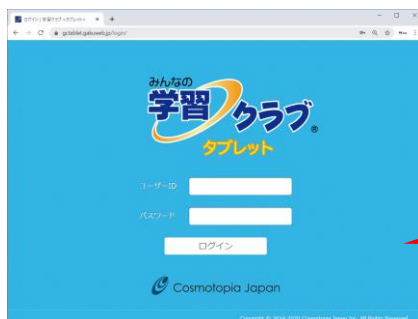 ログイン | 学習クラブ <タブレット>
gctablet.gakuweb.jp/login/
みんなの
学習クラブ®
タブレット
ユーザーID
パスワード
ログイン
Cosmotopia Japan